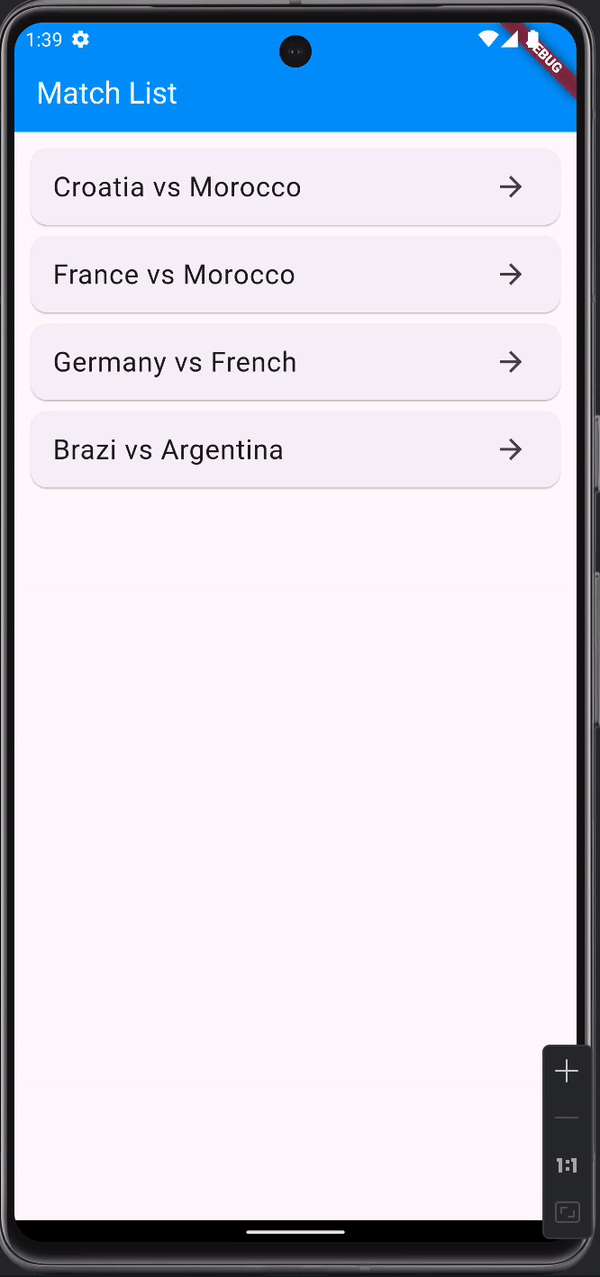 1:39
DEBUG
Match List
Croatia vs Morocco
France vs Morocco
Germany vs French
Brazi vs Argentina
1:1